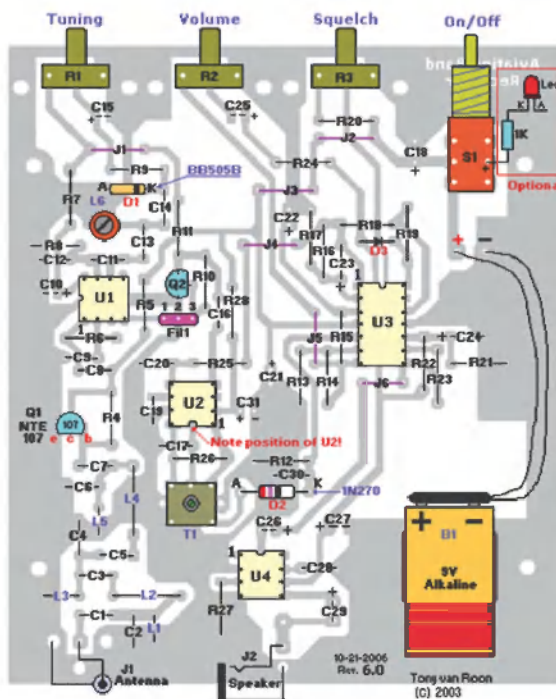 Tuning Volume Squelch On/Off
R1 R2 R3
Led
K A
1K
S1
+
Optiona
C15 C25 R20 C18
J1 J2
R9 R24
BB505B
A K
D1
J3
R7 L6 C14 R11 C22 R17 R16 R18 R19
D3
+ -
R8 C13 J4
C12 C11 Q2 R10 C23
C10 U1 R5 R28 C16 U3
1 2 3
Fil1
1
R6 J5 R15 C24
C9 C20 R25 R22 R21
C8 C21 R13 R14 J6 R23
Q1
NTE
107
107
e c b
R4 C19 U2 C31
1
Note position of U2!
C17
R26 R12
C7 C30
C6 L4 A K 1N270
D2
T1
L5
C4 C26 C27
C5 1 U4 C28
C3
L3 L2 R27 C29
C1 C2 L1
+ -
B1
9V
Alkaline
J1
Antenna
J2
Speaker
10-21-2006
Rev. 6.0
Tony van Roon
(C) 2003